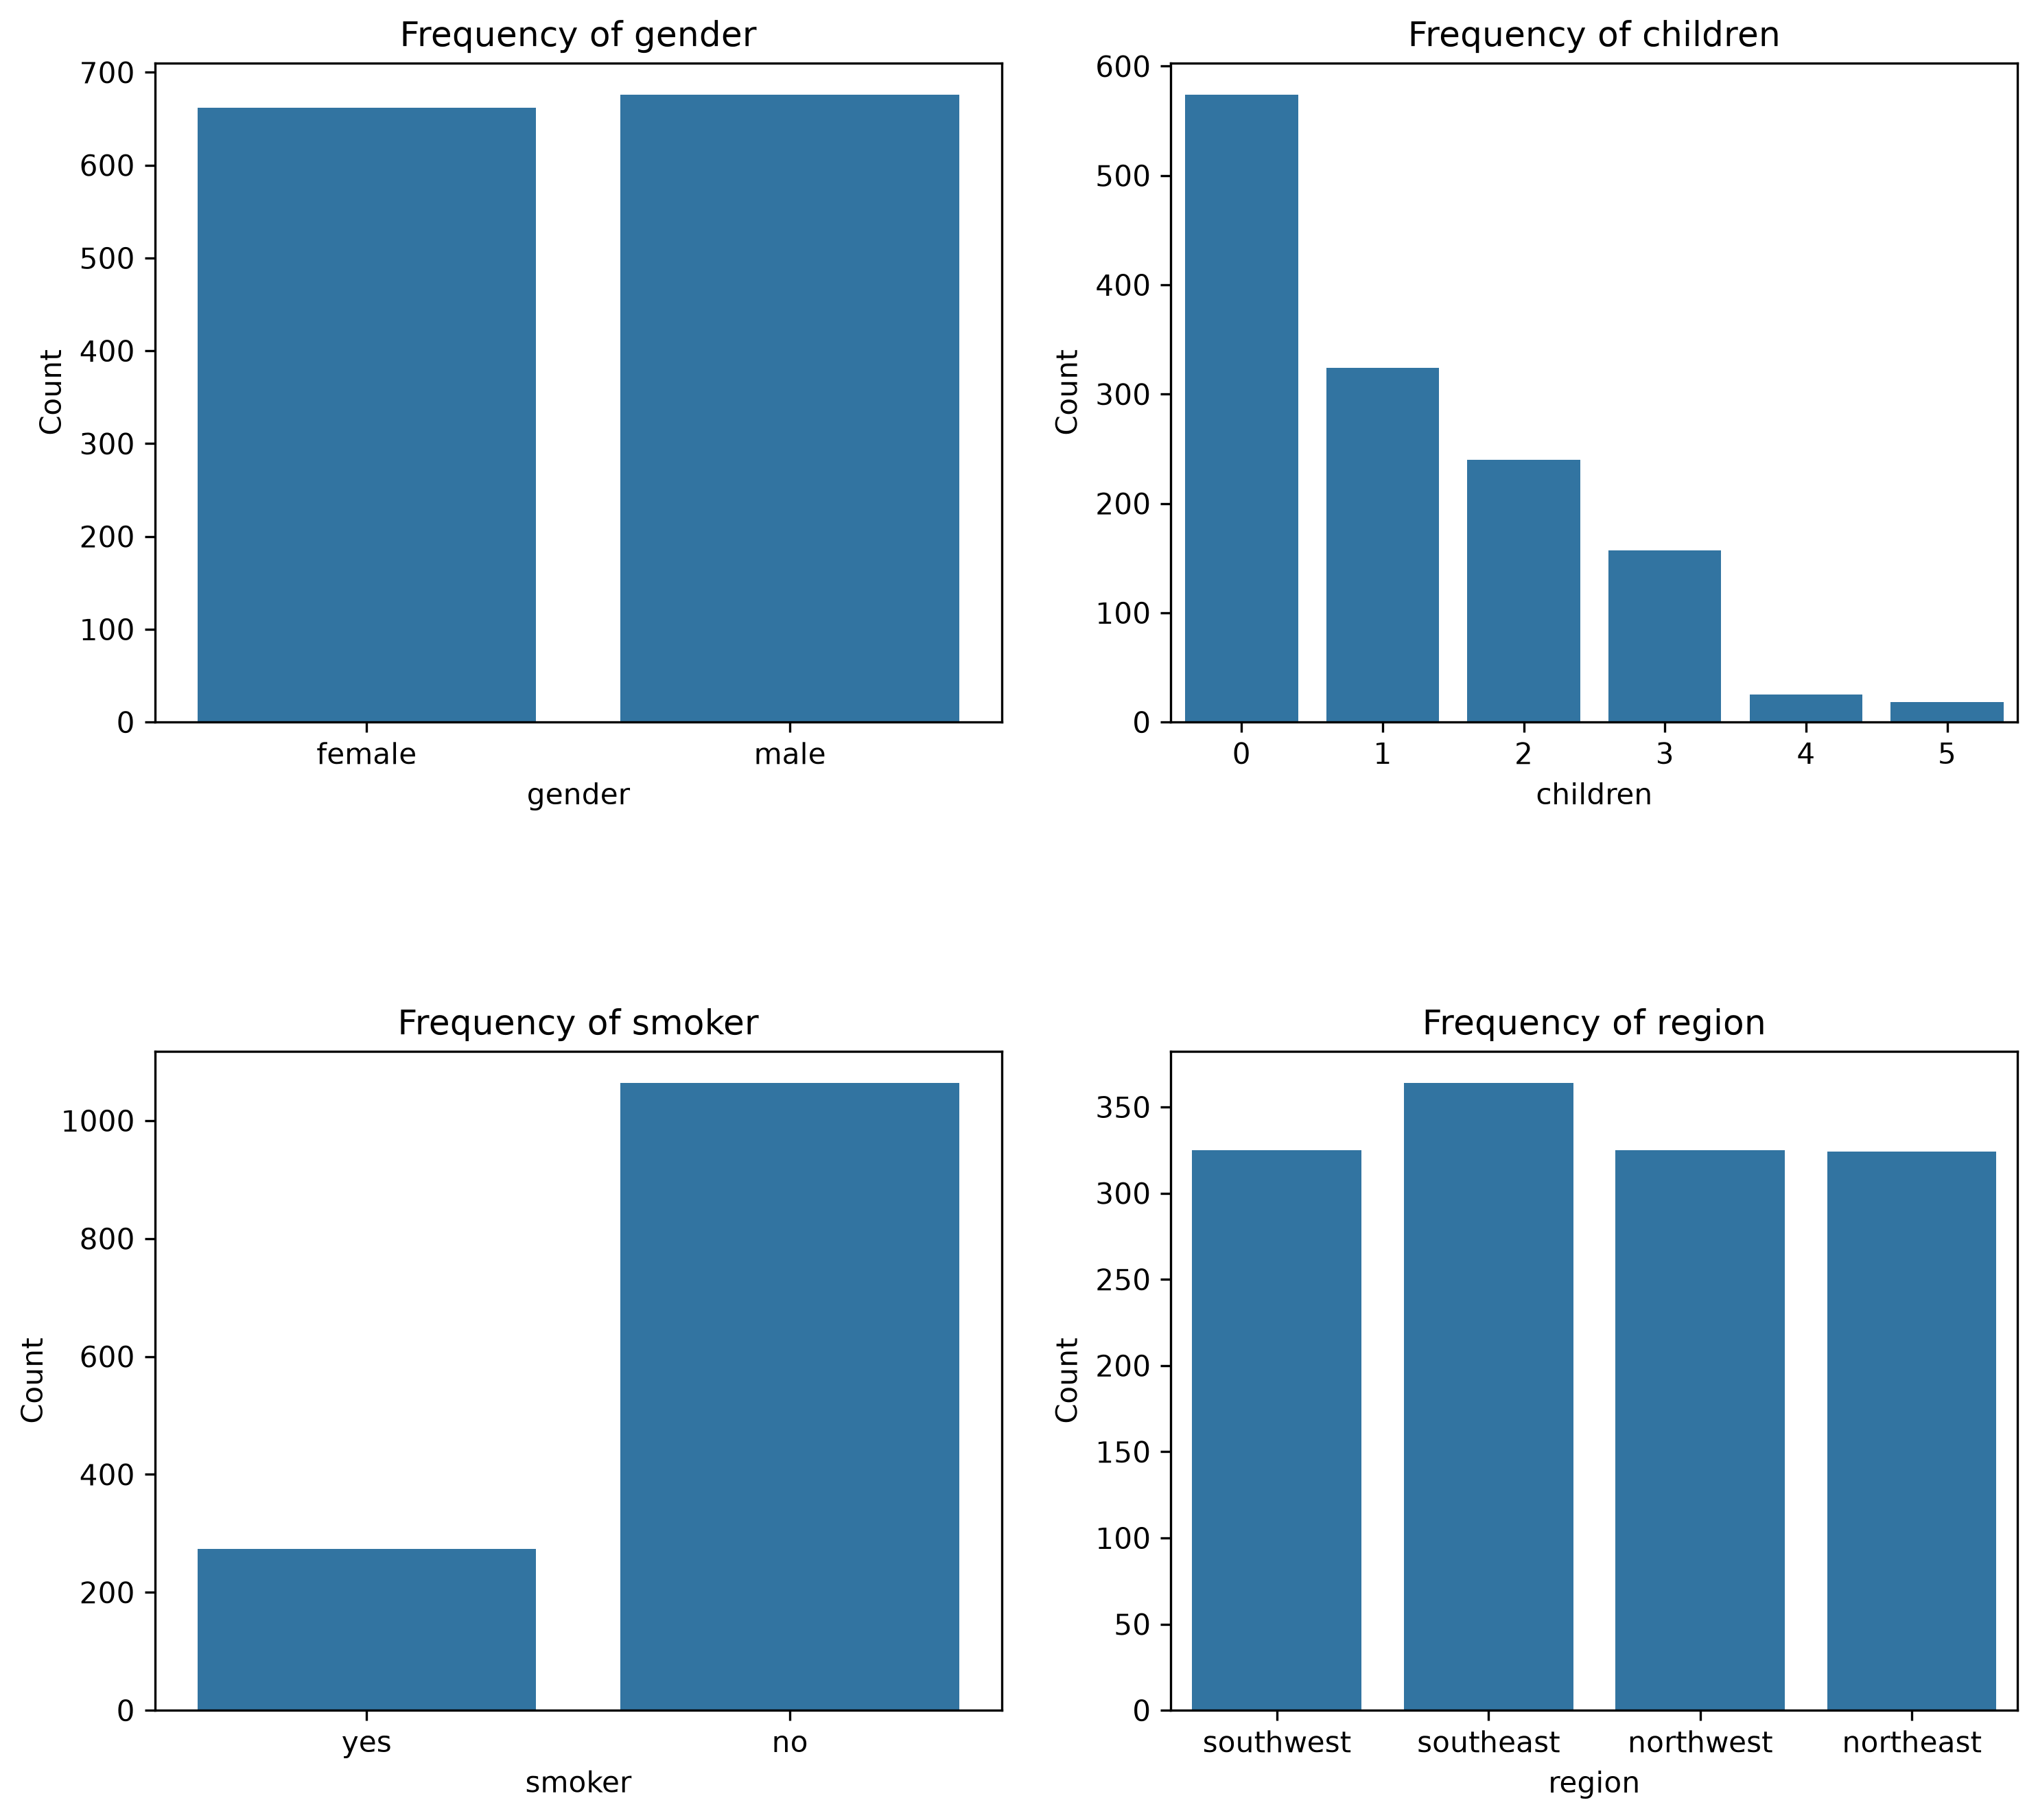 Frequency of gender
700
600
500
400
300
200
100
0
Count
female male
gender
Frequency of children
600
500
400
300
200
100
0
Count
0 1 2 3 4 5
children
Frequency of smoker
1000
800
600
400
200
0
Count
yes no
smoker
Frequency of region
350
300
250
200
150
100
50
0
Count
southwest southeast northwest northeast
region